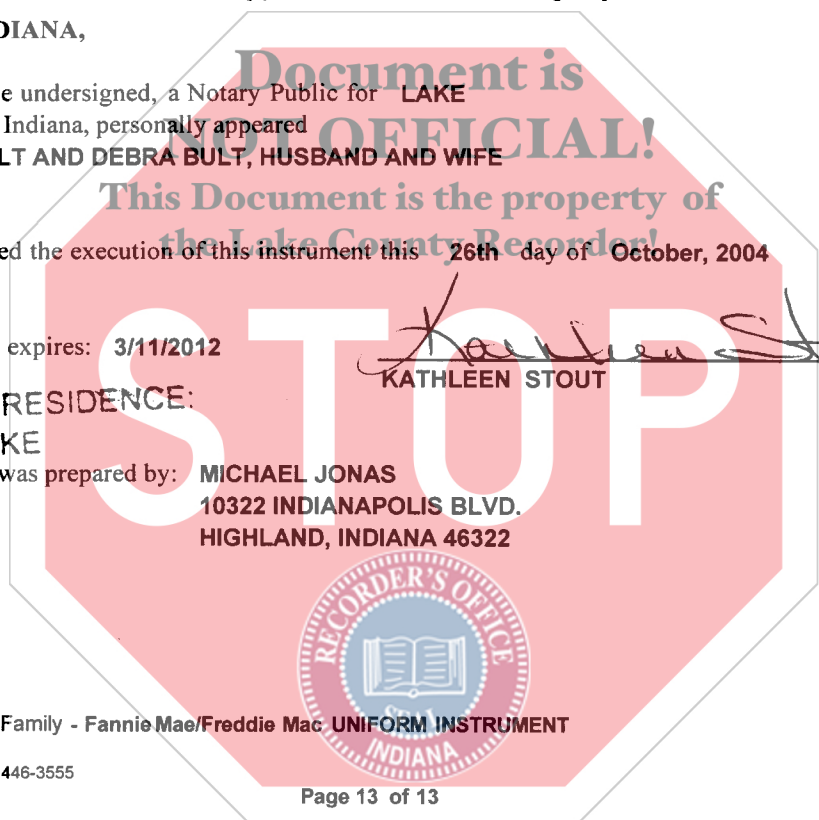 DIANA,
Document is
e undersigned, a Notary Public for LAKE
Indiana, personally appeared
NOT OFFICIAL!
LT AND DEBRA BULT, HUSBAND AND WIFE
This Document is the property of
the Lake County Recorder!
ed the execution of this instrument this 26th day of October, 2004
STOP
expires: 3/11/2012
KATHLEEN STOUT
RESIDENCE:
KE
was prepared by: MICHAEL JONAS
10322 INDIANAPOLIS BLVD.
HIGHLAND, INDIANA 46322
RECORDER'S OFFICE
SEAL
INDIANA
Family - Fannie Mae/Freddie Mac UNIFORM INSTRUMENT
446-3555
Page 13 of 13